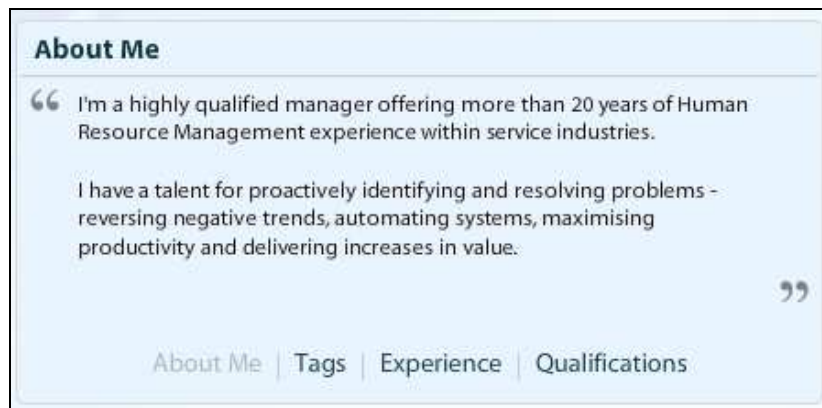 About Me
“ I'm a highly qualified manager offering more than 20 years of Human
Resource Management experience within service industries.
I have a talent for proactively identifying and resolving problems -
reversing negative trends, automating systems, maximising
productivity and delivering increases in value.
”
About Me | Tags | Experience | Qualifications